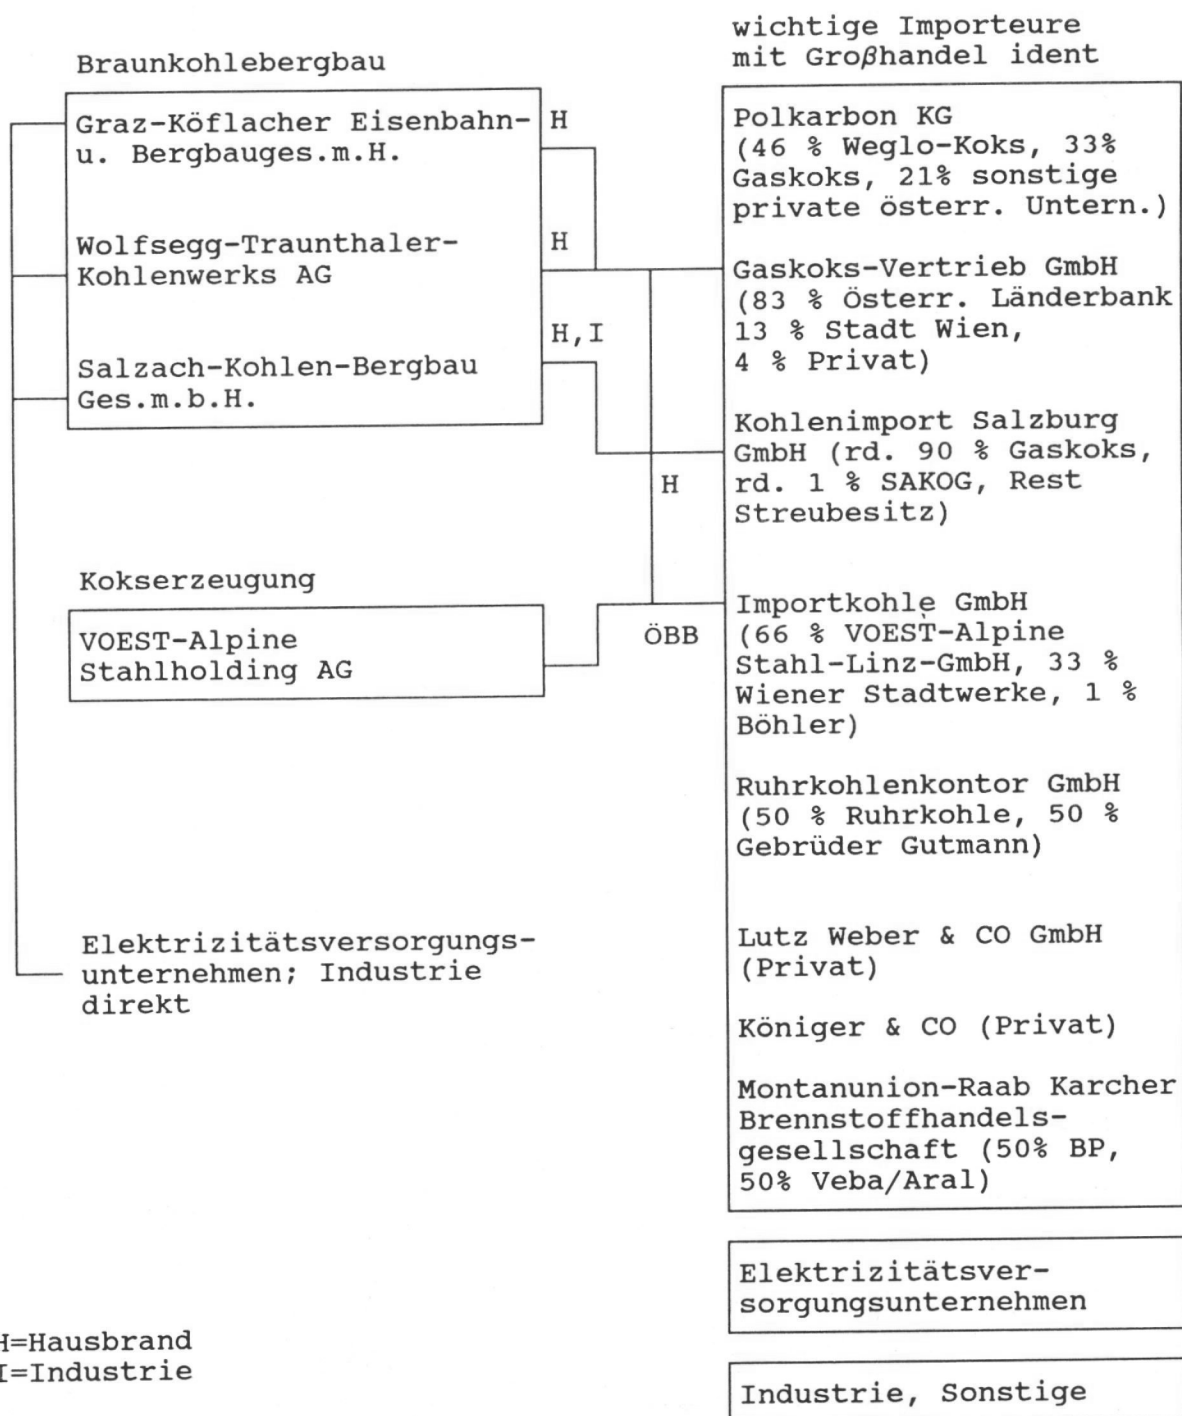 wichtige Importeure
mit Großhandel ident
Braunkohlebergbau
Graz-Köflacher Eisenbahn-
u. Bergbauges.m.H.
H
Wolfsegg-Traunthaler-
Kohlenwerks AG
H
Salzach-Kohlen-Bergbau
Ges.m.b.H.
H,I
H
Kokserzeugung
VOEST-Alpine
Stahlholding AG
ÖBB
Elektrizitätsversorgungs-
unternehmen; Industrie
direkt
Polkarbon KG
(46 % Weglo-Koks, 33%
Gaskoks, 21% sonstige
private österr. Untern.)
Gaskoks-Vertrieb GmbH
(83 % Österr. Länderbank
13 % Stadt Wien,
4 % Privat)
Kohlenimport Salzburg
GmbH (rd. 90 % Gaskoks,
rd. 1 % SAKOG, Rest
Streubesitz)
Importkohle GmbH
(66 % VOEST-Alpine
Stahl-Linz-GmbH, 33 %
Wiener Stadtwerke, 1 %
Böhler)
Ruhrkohlenkontor GmbH
(50 % Ruhrkohle, 50 %
Gebrüder Gutmann)
Lutz Weber & CO GmbH
(Privat)
Königer & CO (Privat)
Montanunion-Raab Karcher
Brennstoffhandels-
gesellschaft (50% BP,
50% Veba/Aral)
Elektrizitätsver-
sorgungsunternehmen
Industrie, Sonstige
H=Hausbrand
I=Industrie